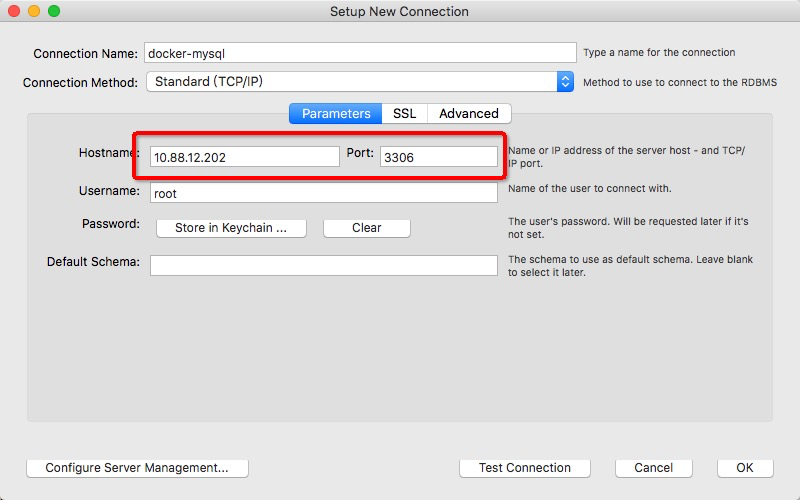 Setup New Connection
Connection Name: docker-mysql Type a name for the connection
Connection Method: Standard (TCP/IP) Method to use to connect to the RDBMS
Parameters SSL Advanced
Hostname: 10.88.12.202 Port: 3306 Name or IP address of the server host - and TCP/
IP port.
Username: root Name of the user to connect with.
Password: Store in Keychain ... Clear The user's password. Will be requested later if it's
not set.
Default Schema: The schema to use as default schema. Leave blank
to select it later.
Configure Server Management... Test Connection Cancel OK